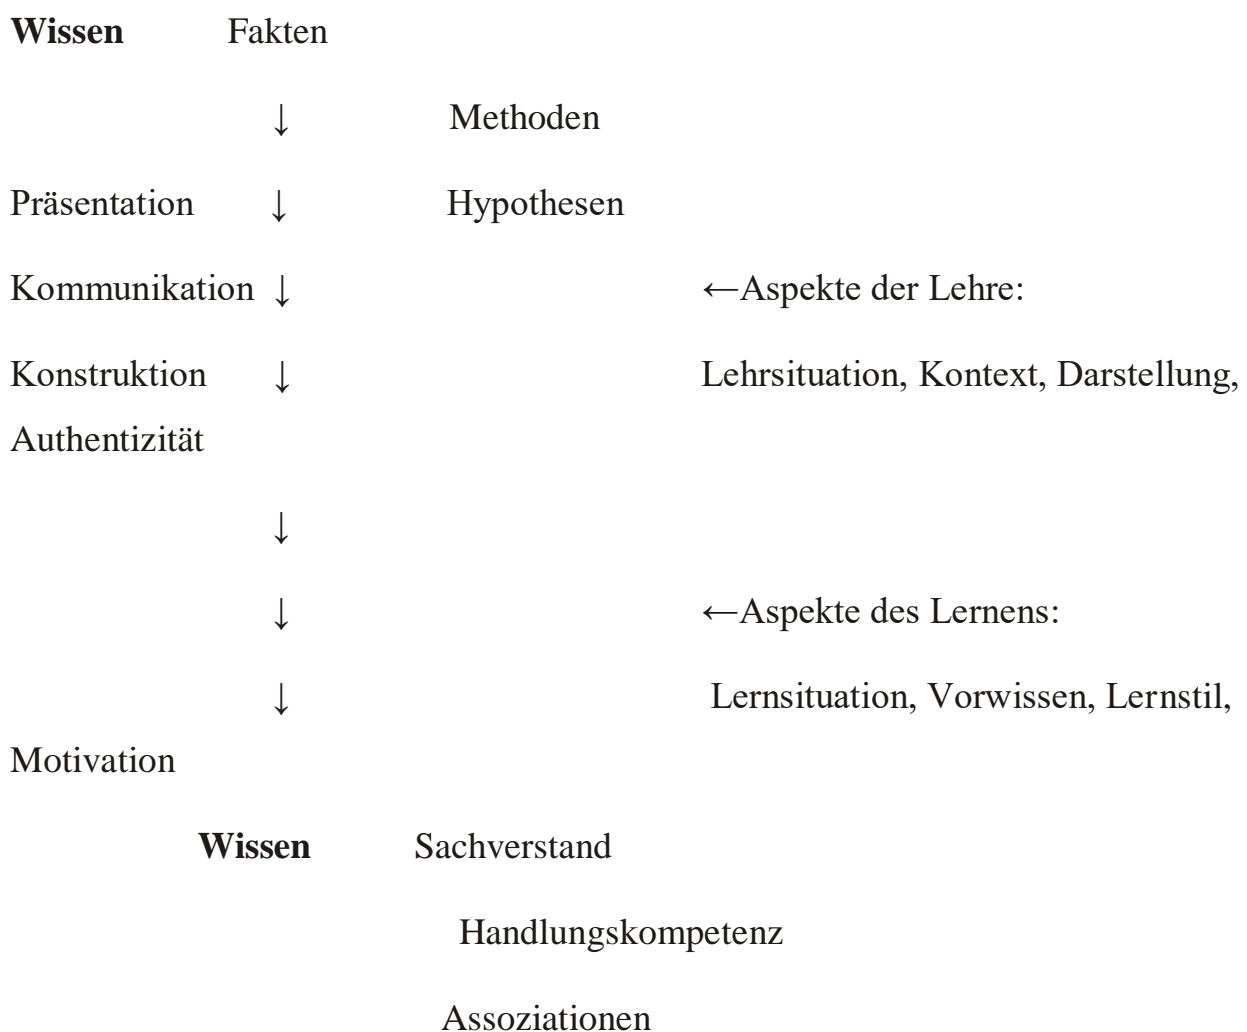 Wissen Fakten
↓ Methoden
Präsentation ↓ Hypothesen
Kommunikation ↓ ←Aspekte der Lehre:
Konstruktion ↓ Lehrsituation, Kontext, Darstellung,
Authentizität
↓
↓ ←Aspekte des Lernens:
↓ Lernsituation, Vorwissen, Lernstil,
Motivation
Wissen Sachverstand
Handlungskompetenz
Assoziationen